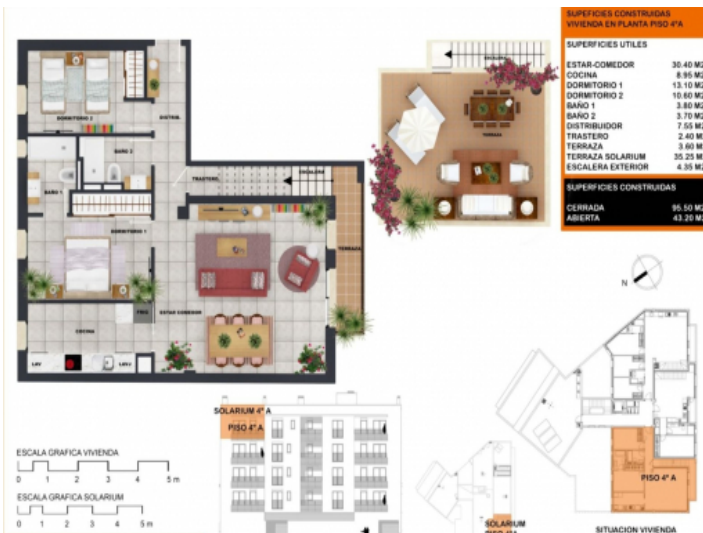 SUPEFICIES CONSTRUIDAS
VIVIENDA EN PLANTA PISO 4ºA
SUPERFICIES UTILES
ESTAR-COMEDOR 30.40 M2
COCINA 8.95 M2
DORMITORIO 1 13.10 M2
DORMITORIO 2 10.60 M2
BAÑO 1 3.80 M2
BAÑO 2 3.70 M2
DISTRIBUIDOR 7.55 M2
TRASTERO 2.40 M2
TERRAZA 3.60 M2
TERRAZA SOLARIUM 35.25 M2
ESCALERA EXTERIOR 4.35 M2
SUPERFICIES CONSTRUIDAS
CERRADA 95.50 M2
ABIERTA 43.20 M2
ESCALERA
TERRAZA
DORMITORIO 2
DISTRIB.
BAÑO 2
TRASTERO
ESCALERA
BAÑO 1
DORMITORIO 1
TERRAZA
FRIG
COCINA
ESTAR COMEDOR
LAV
N
SOLARIUM 4º A
PISO 4º A
ESCALA GRAFICA VIVIENDA
0 1 2 3 4 5 m
ESCALA GRAFICA SOLARIUM
0 1 2 3 4 5 m
SOLARIUM
PISO 4º A
SITUACION VIVIENDA